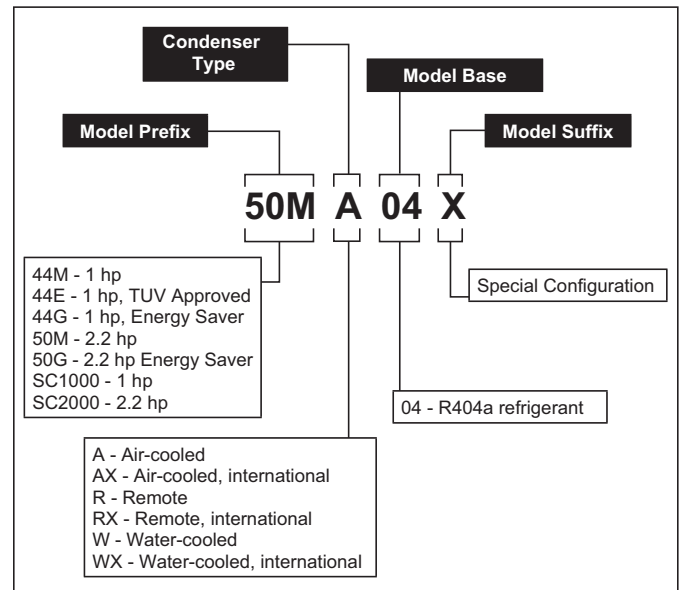 Condenser
Type
Model Base
Model Prefix
Model Suffix
50M A 04 X
44M - 1 hp
44E - 1 hp, TUV Approved
44G - 1 hp, Energy Saver
50M - 2.2 hp
50G - 2.2 hp Energy Saver
SC1000 - 1 hp
SC2000 - 2.2 hp
Special Configuration
04 - R404a refrigerant
A - Air-cooled
AX - Air-cooled, international
R - Remote
RX - Remote, international
W - Water-cooled
WX - Water-cooled, international